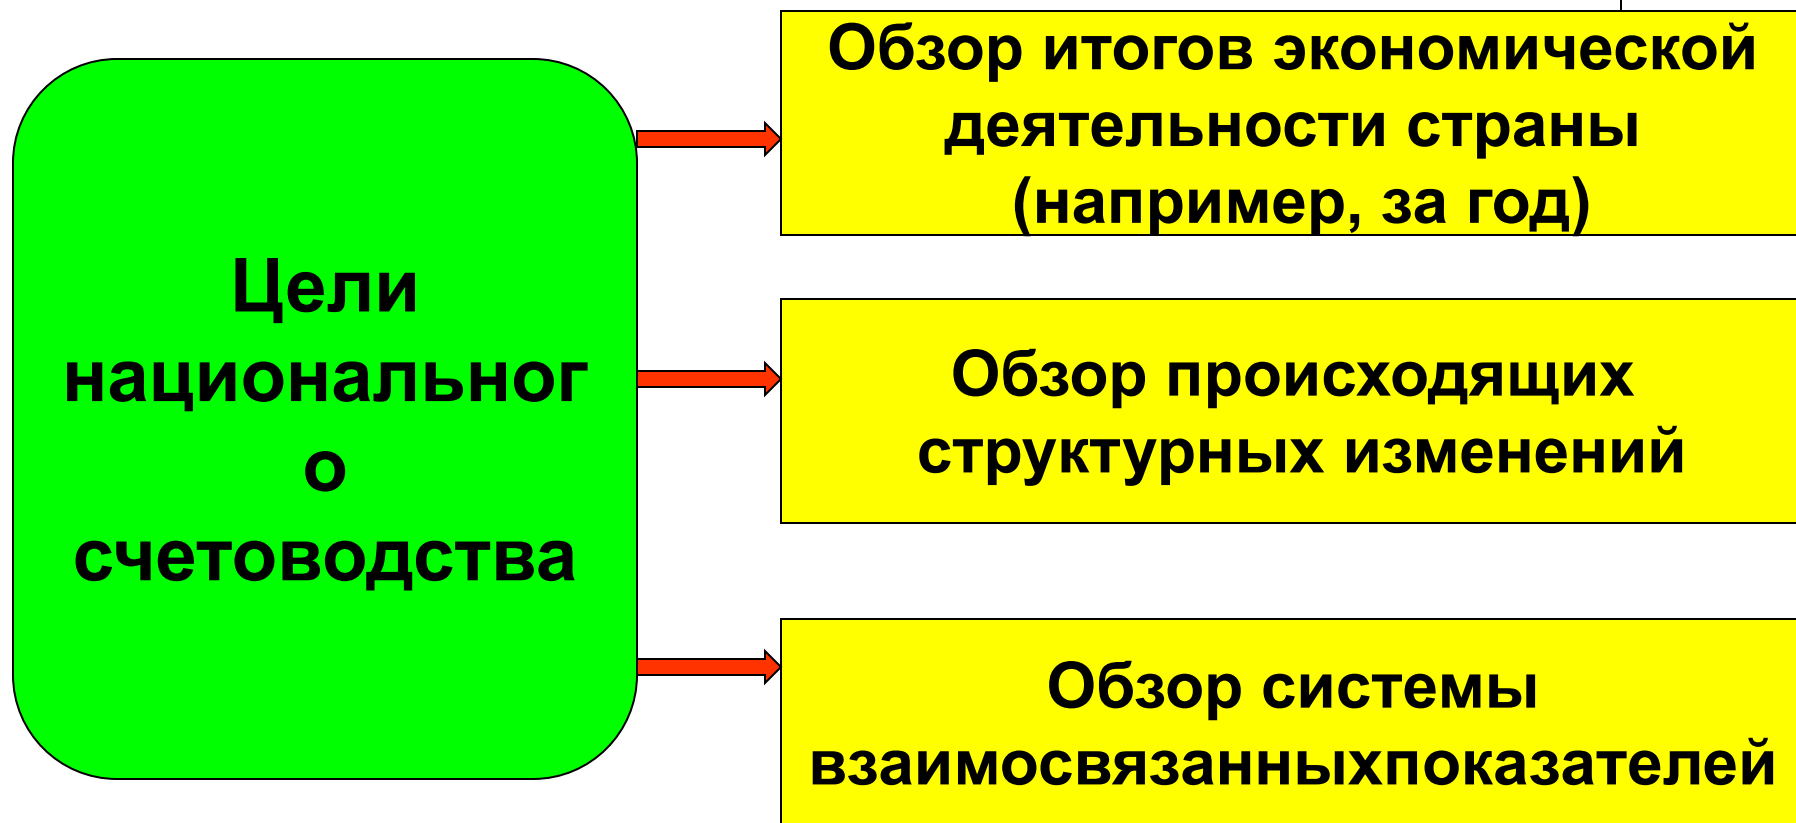 Цели
национальног
о
счетоводства
Обзор итогов экономической
деятельности страны
(например, за год)
Обзор происходящих
структурных изменений
Обзор системы
взаимосвязанныхпоказателей